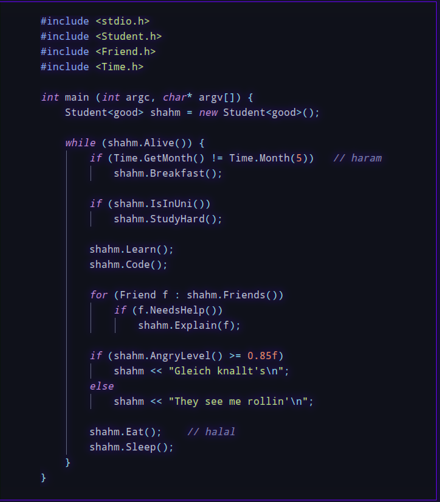 #include <stdio.h>
#include <Student.h>
#include <Friend.h>
#include <Time.h>
int main (int argc, char* argv[]) {
Student<good> shahm = new Student<good>();
while (shahm.Alive()) {
if (Time.GetMonth() != Time.Month(5))   // haram
shahm.Breakfast();
if (shahm.IsInUni())
shahm.StudyHard();
shahm.Learn();
shahm.Code();
for (Friend f : shahm.Friends())
if (f.NeedsHelp())
shahm.Explain(f);
if (shahm.AngryLevel() >= 0.85f)
shahm << "Gleich knallt's\n";
else
shahm << "They see me rollin'\n";
shahm.Eat();    // halal
shahm.Sleep();
}
}